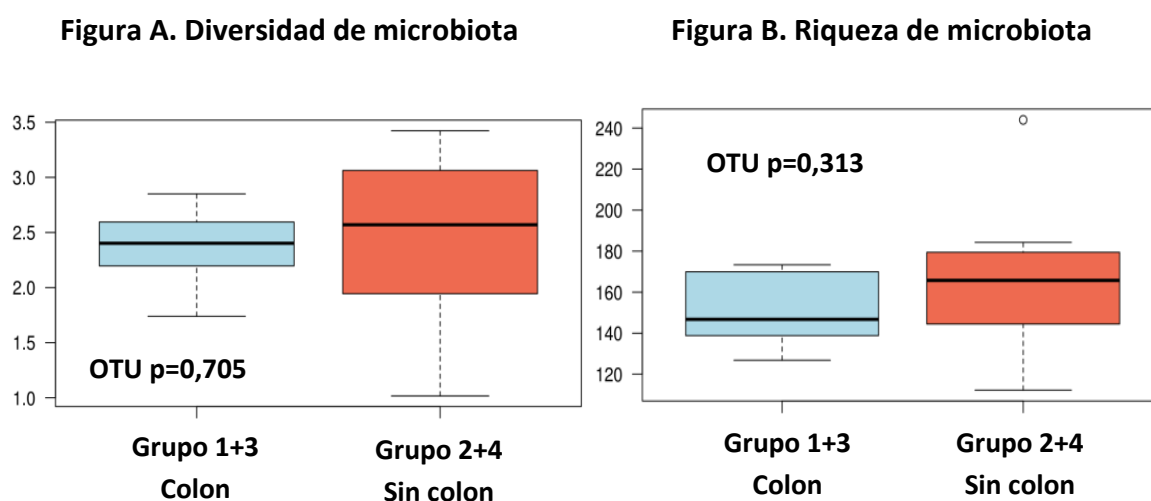 Figura A. Diversidad de microbiota
3.5
3.0
2.5
2.0
1.5
1.0
OTU p=0,705
Grupo 1+3
Colon
Grupo 2+4
Sin colon
Figura B. Riqueza de microbiota
240
220
200
180
160
140
120
OTU p=0,313
Grupo 1+3
Colon
Grupo 2+4
Sin colon